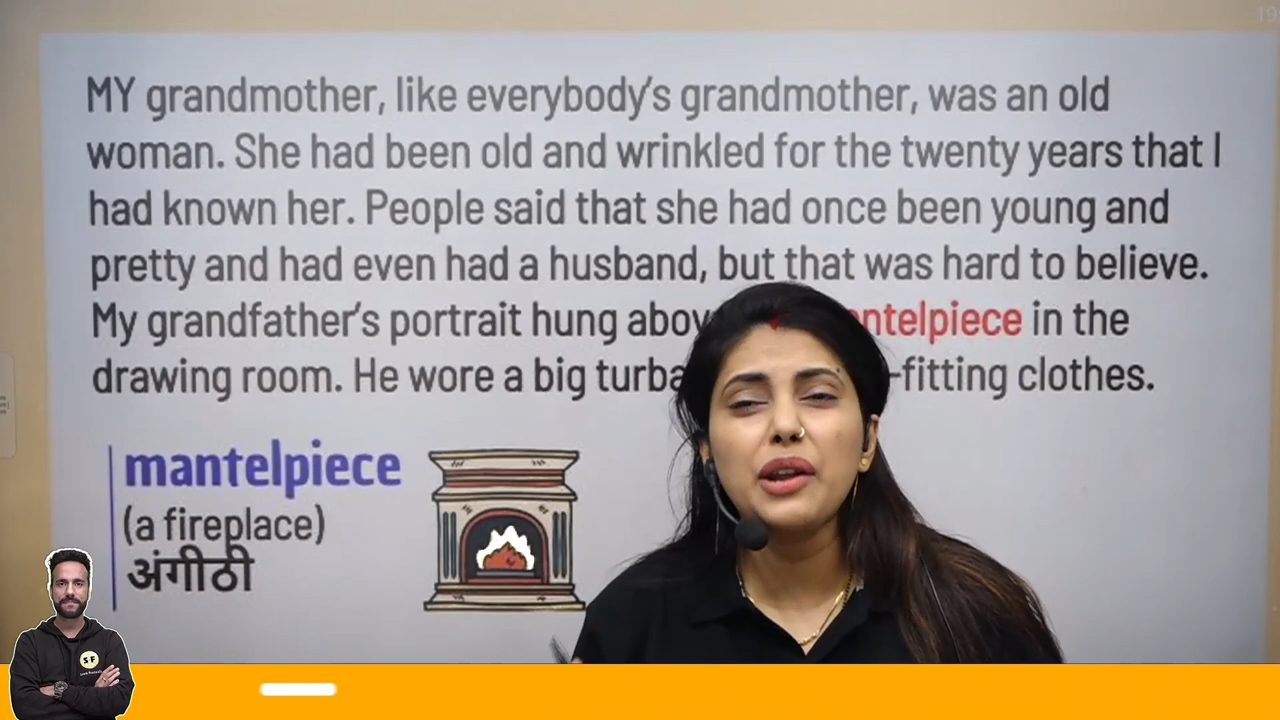 MY grandmother, like everybody's grandmother, was an old
woman. She had been old and wrinkled for the twenty years that I
had known her. People said that she had once been young and
pretty and had even had a husband, but that was hard to believe.
My grandfather's portrait hung in the
drawing room. He wore a big -fitting clothes.
mantelpiece
(a fireplace)
अंगीठी
SF